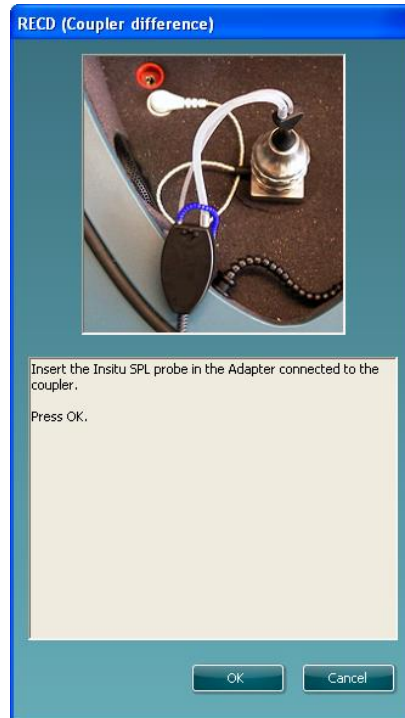 RECD (Coupler difference)
Insert the Insitu SPL probe in the Adapter connected to the
coupler.
Press OK.
OK
Cancel